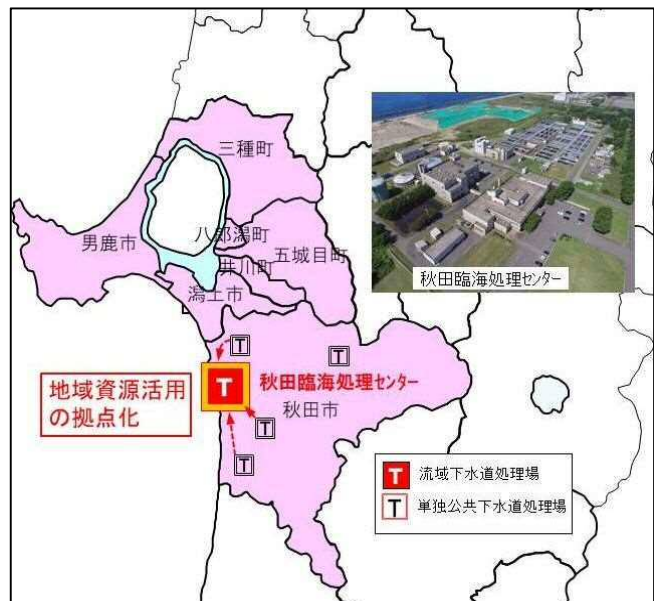 三種町
八郎潟町
男鹿市
五城目町
井川町
潟上市
秋田臨海処理センター
T
T
地域資源活用
の拠点化
T
秋田臨海処理センター
秋田市
T
T
T 流域下水道処理場
T 単独公共下水道処理場